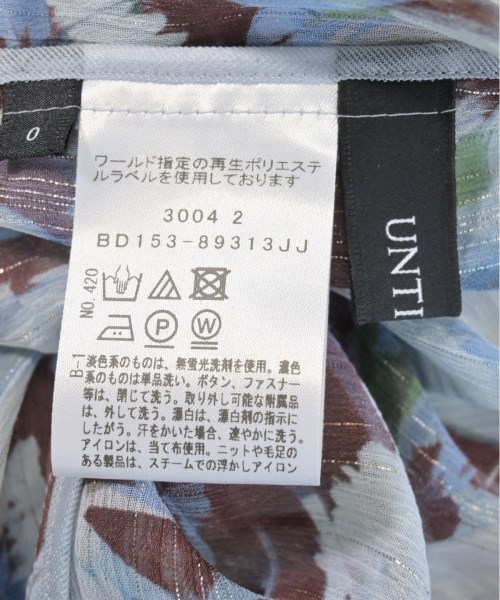 0
ワールド指定の再生ポリエステ
ルラベルを使用しております
3004 2
BD153-89313JJ
NO.420
P
W
B-1
淡色系のものは、無蛍光洗剤を使用。濃色
系のものは単品洗い。ボタン、ファスナー
等は、閉じて洗う。取り外し可能な附属品
は、外して洗う。漂白は、漂白剤の指示に
したがう。汗をかいた場合、速やかに洗う。
アイロンは、当て布使用。ニットや毛足の
ある製品は、スチームでの浮かしアイロン
UNTI